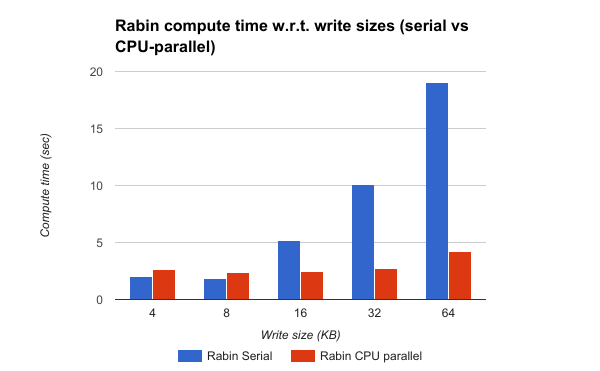 Rabin compute time w.r.t. write sizes (serial vs
CPU-parallel)
20
15
10
5
0
Compute time (sec)
4 8 16 32 64
Write size (KB)
Rabin Serial Rabin CPU parallel